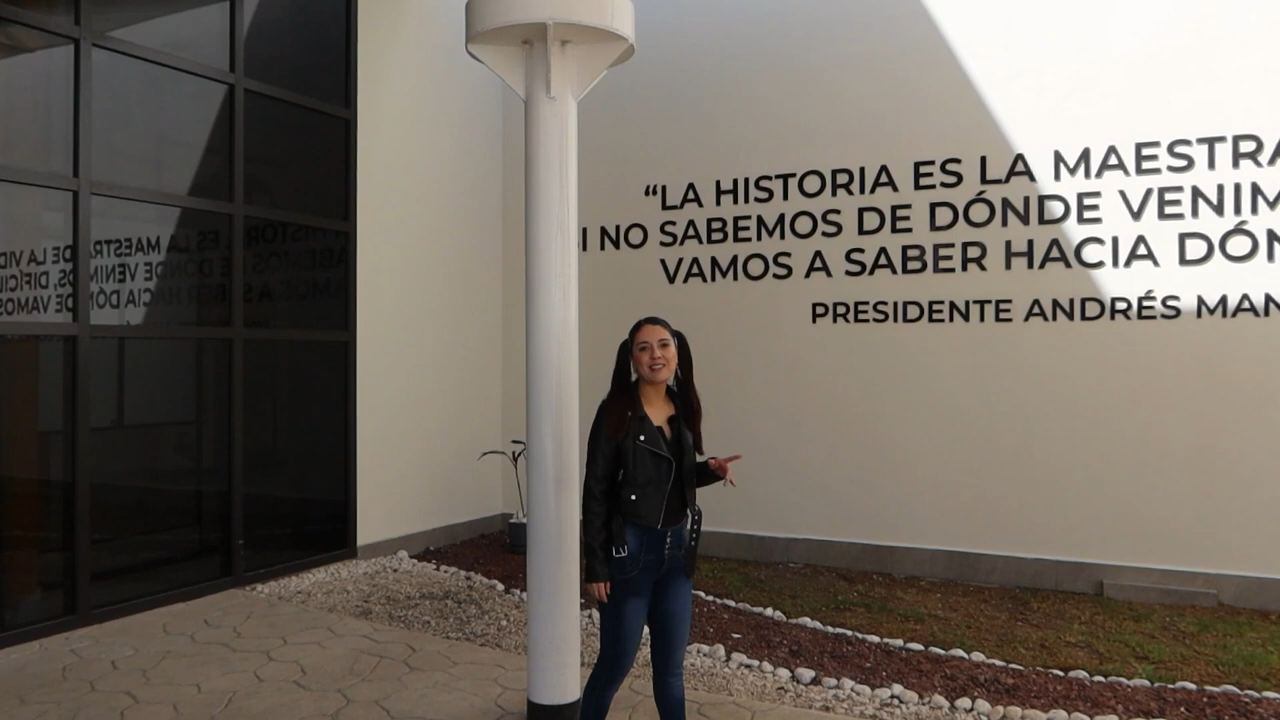 “LA HISTORIA ES LA MAESTRA
I NO SABEMOS DE DÓNDE VENIM
VAMOS A SABER HACIA DÓN
PRESIDENTE ANDRÉS MAN